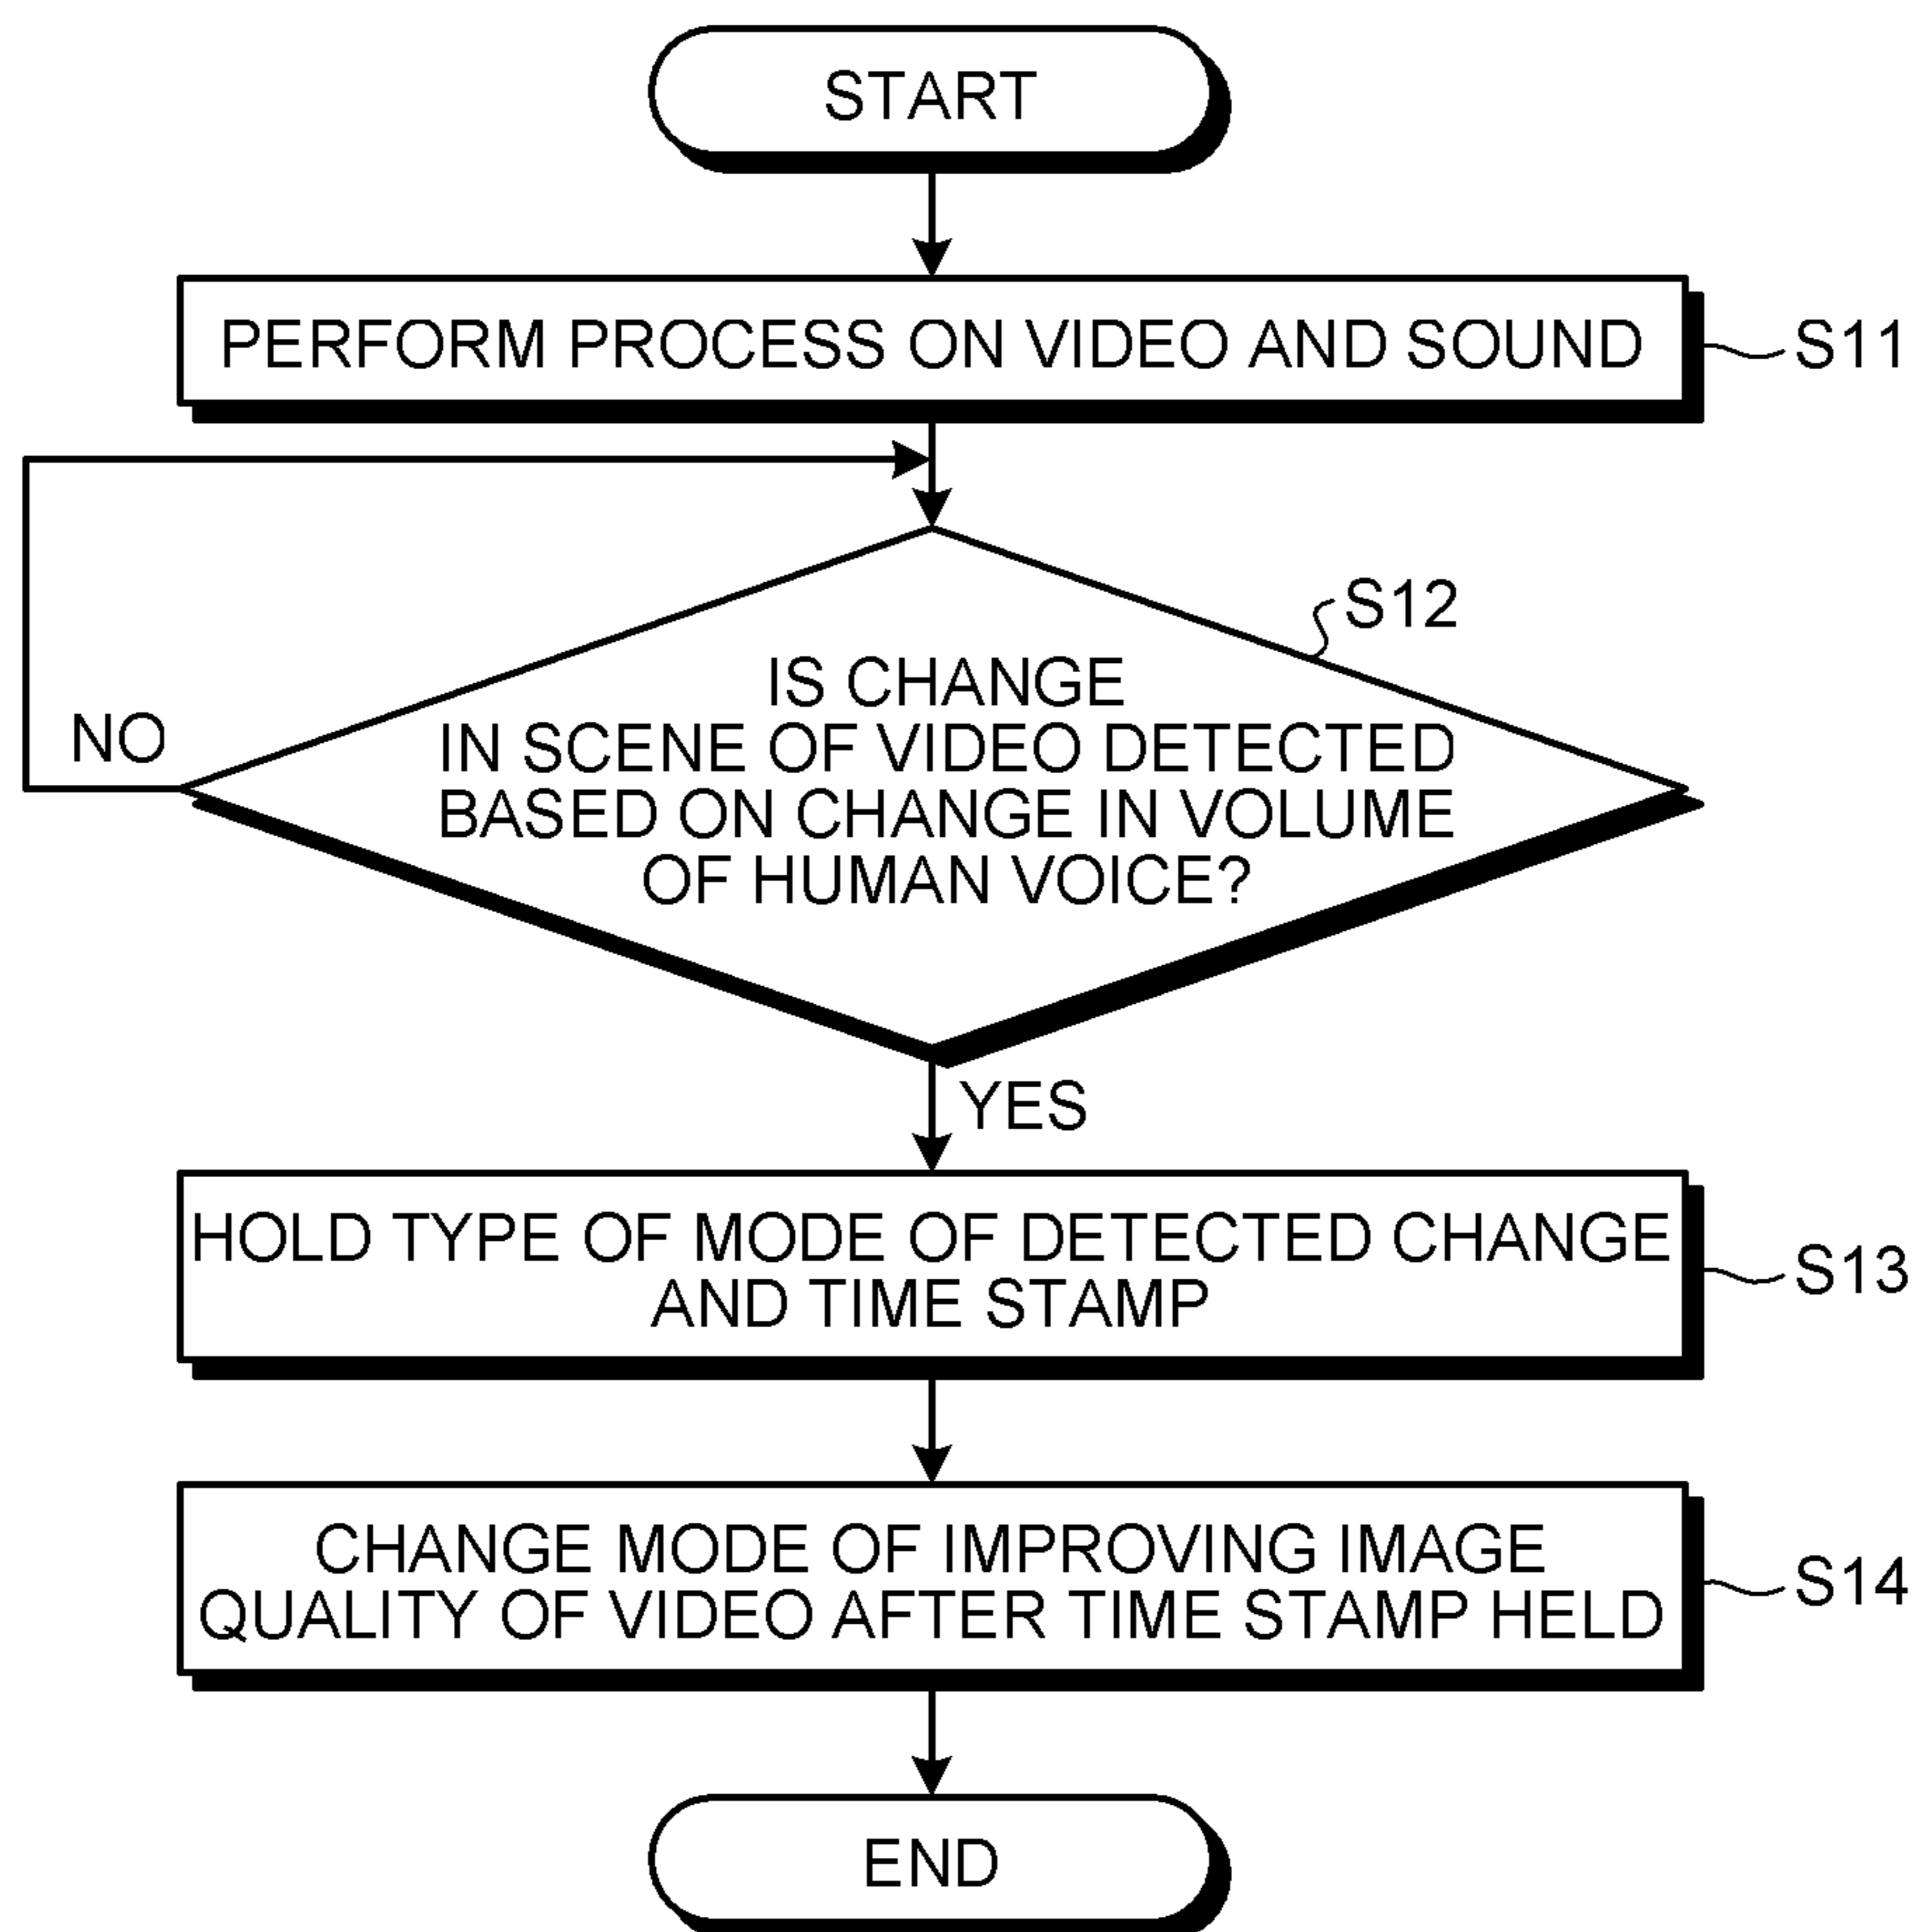 START
PERFORM PROCESS ON VIDEO AND SOUND
S11
S12
IS CHANGE
IN SCENE OF VIDEO DETECTED
BASED ON CHANGE IN VOLUME
OF HUMAN VOICE?
NO
YES
HOLD TYPE OF MODE OF DETECTED CHANGE
AND TIME STAMP
S13
CHANGE MODE OF IMPROVING IMAGE
QUALITY OF VIDEO AFTER TIME STAMP HELD
S14
END